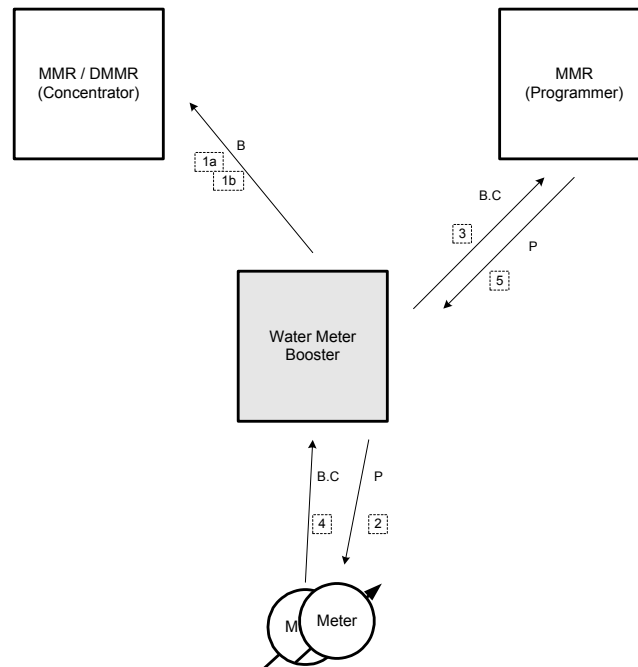 MMR / DMMR
(Concentrator)
MMR
(Programmer)
B
1a
1b
B.C
3
P
5
Water Meter
Booster
B.C
P
4
2
M
Meter